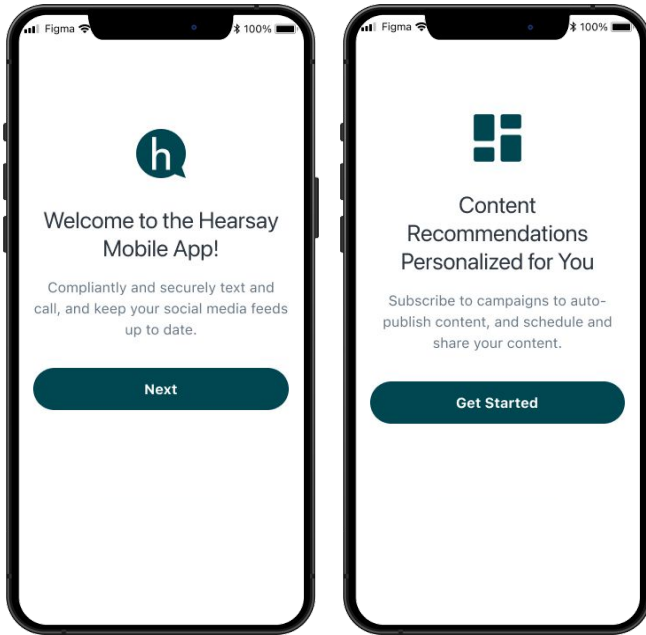 Figma 100%
h
Welcome to the Hearsay
Mobile App!
Compliantly and securely text and
call, and keep your social media feeds
up to date.
Next
Figma 100%
Content
Recommendations
Personalized for You
Subscribe to campaigns to auto-
publish content, and schedule and
share your content.
Get Started